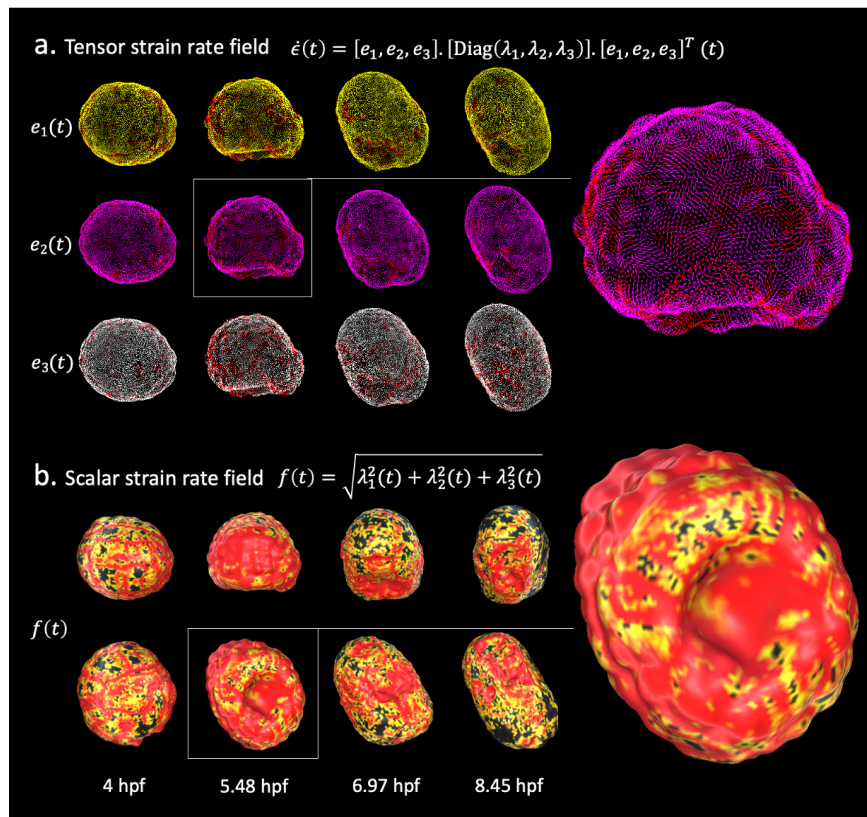 a. Tensor strain rate field ϵ̇(t) = [e₁, e₂, e₃]. [Diag(λ₁, λ₂, λ₃)]. [e₁, e₂, e₃]ᵀ (t)
e₁(t)
e₂(t)
e₃(t)
b. Scalar strain rate field f(t) = √(λ₁²(t) + λ₂²(t) + λ₃²(t))
f(t)
4 hpf 5.48 hpf 6.97 hpf 8.45 hpf